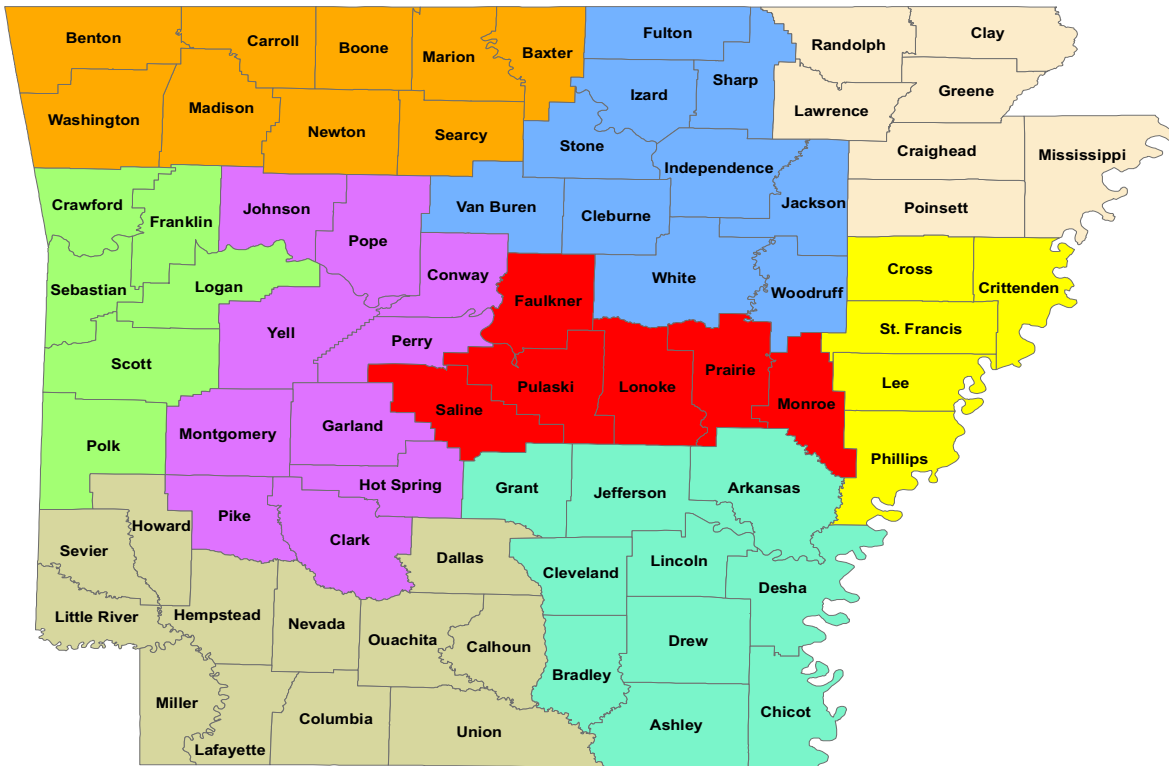 Benton
Carroll
Boone
Marion
Baxter
Fulton
Randolph
Clay
Washington
Madison
Newton
Searcy
Izard
Sharp
Lawrence
Greene
Stone
Independence
Craighead
Mississippi
Crawford
Franklin
Johnson
Pope
Van Buren
Cleburne
Jackson
Poinsett
Sebastian
Logan
Conway
Faulkner
White
Woodruff
Cross
Crittenden
Scott
Yell
Perry
Pulaski
Lonoke
Prairie
St. Francis
Lee
Saline
Monroe
Polk
Montgomery
Garland
Phillips
Hot Spring
Grant
Jefferson
Arkansas
Howard
Pike
Clark
Sevier
Dallas
Cleveland
Lincoln
Desha
Little River
Hempstead
Nevada
Ouachita
Calhoun
Drew
Bradley
Miller
Lafayette
Columbia
Union
Ashley
Chicot